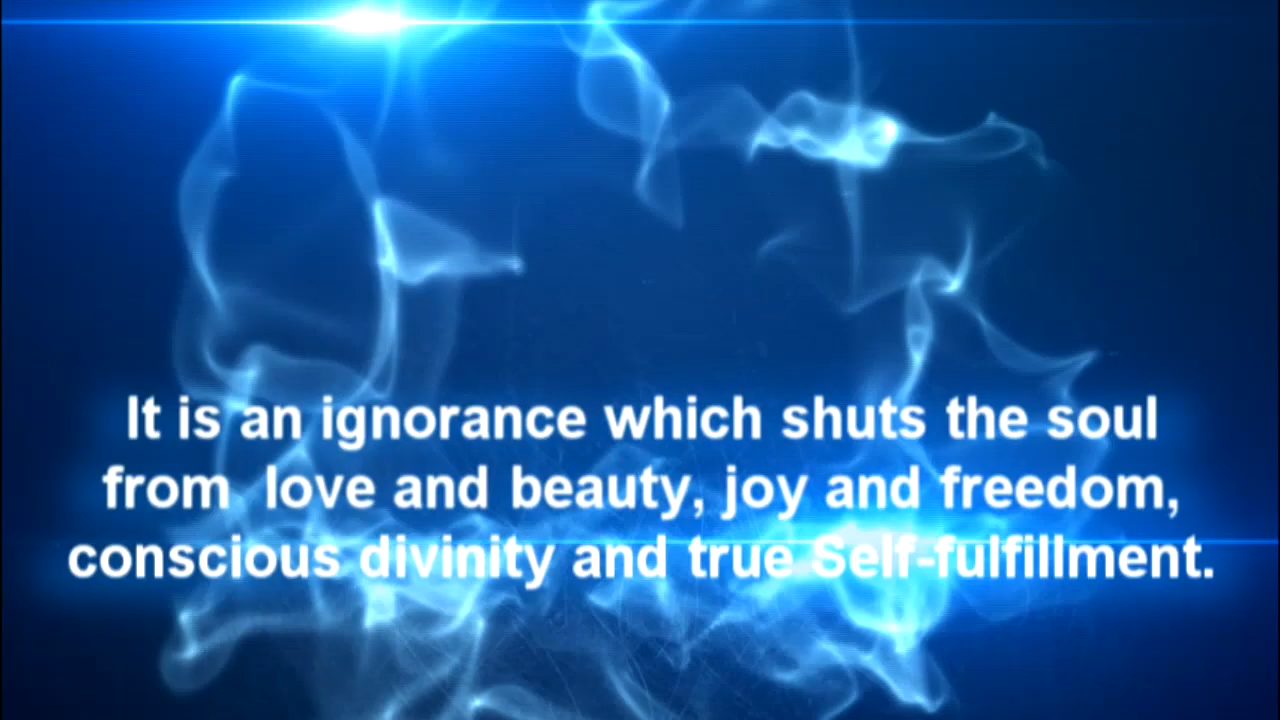 It is an ignorance which shuts the soul
from  love and beauty, joy and freedom,
conscious divinity and true Self-fulfillment.